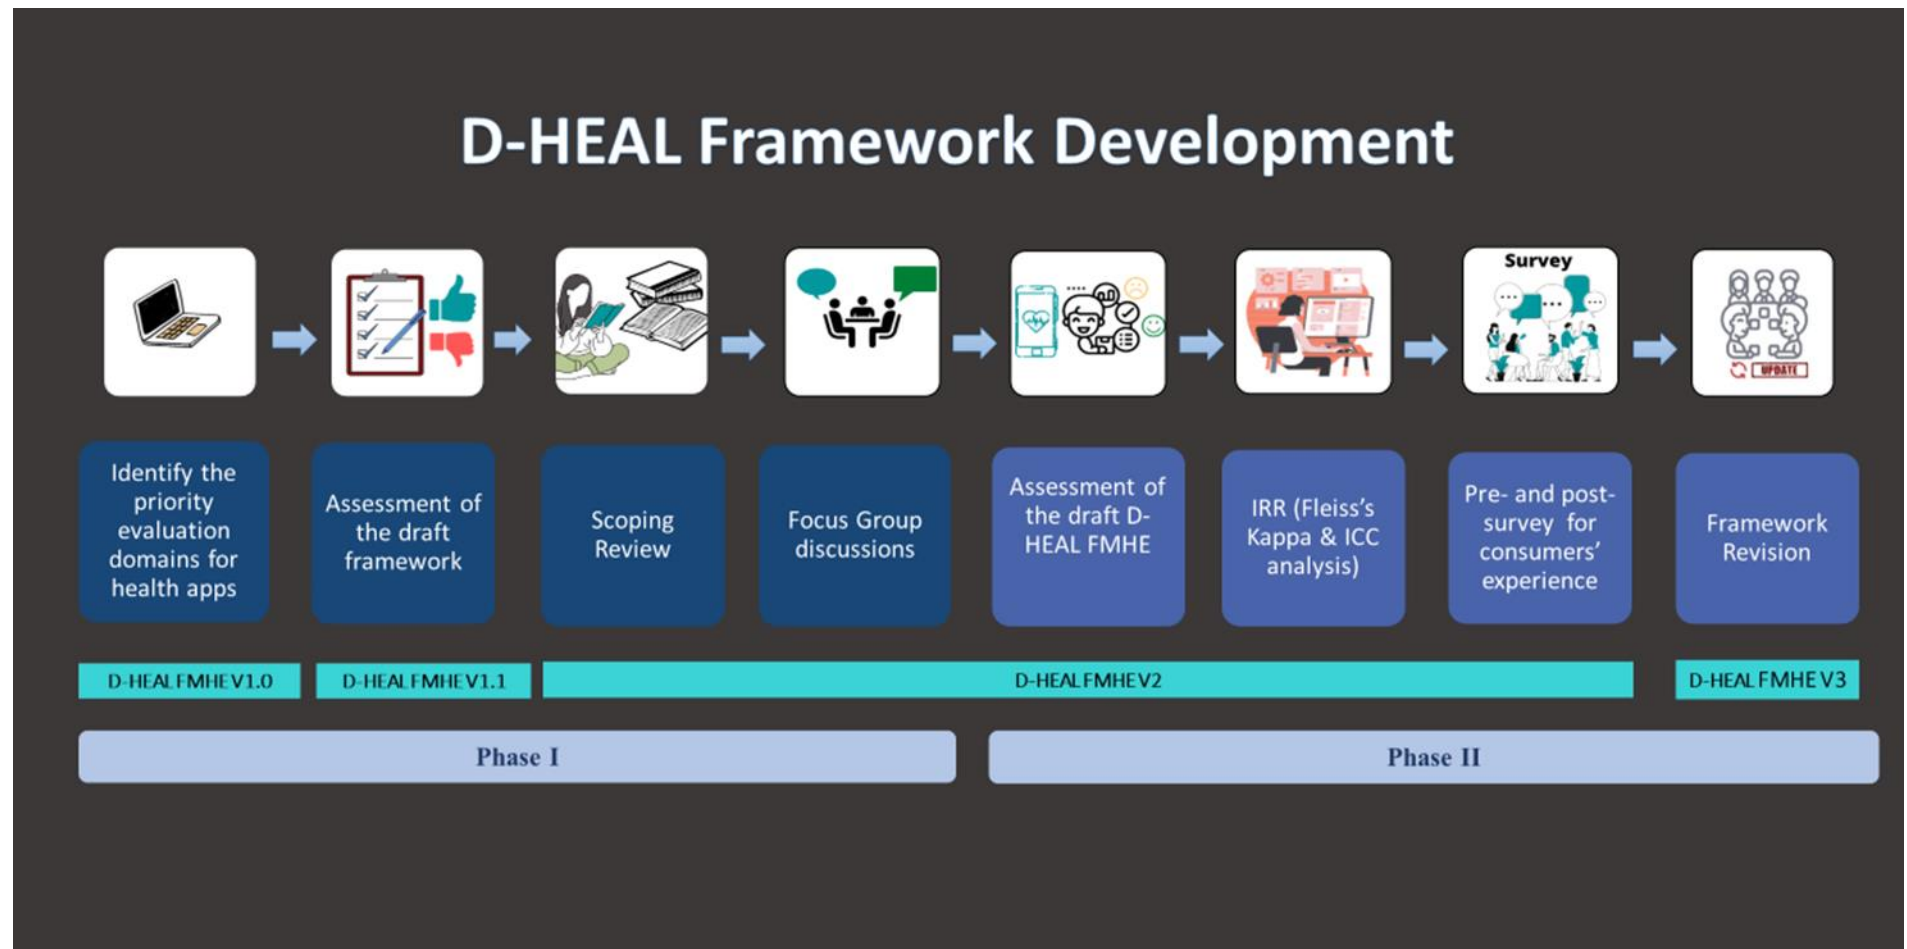 D-HEAL Framework Development
Survey
UPDATE
Identify the
priority
evaluation
domains for
health apps
Assessment of
the draft
framework
Scoping
Review
Focus Group
discussions
Assessment of
the draft D-
HEAL FMHE
IRR (Fleiss's
Kappa & ICC
analysis)
Pre- and post-
survey for
consumers'
experience
Framework
Revision
D-HEAL FMHE V1.0
D-HEAL FMHE V1.1
D-HEAL FMHE V2
D-HEAL FMHE V3
Phase I
Phase II